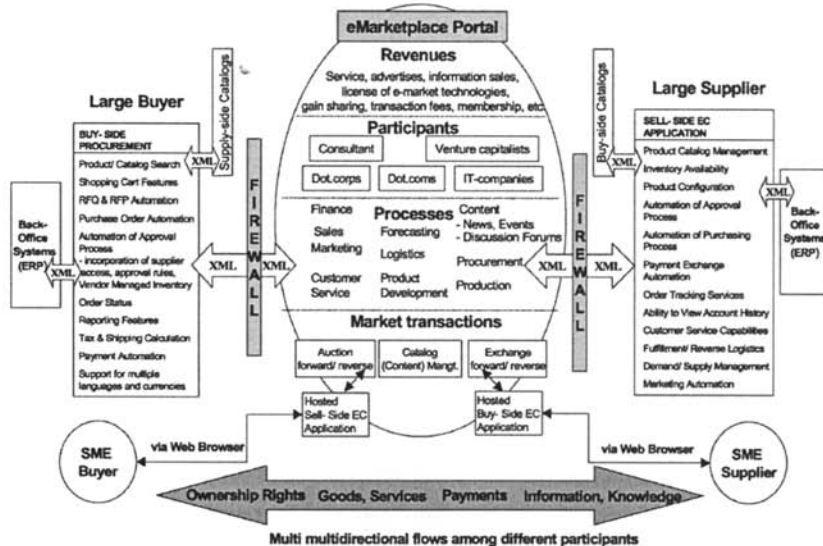 eMarketplace Portal
Revenues
Service, advertises, information sales,
license of e-market technologies,
gain sharing, transaction fees, membership, etc
Participants
Consultant
Venture capitalists
Dot.corps
Dot.coms
IT-companies
Processes
Finance
Sales
Marketing
Customer
Service
Forecasting
Logistics
Product
Development
Content
- News, Events
- Discussion Forums
Procurement
Production
Market transactions
Auction
forward/ reverse
Catalog
(Content) Mangt.
Exchange
forward/ reverse
Hosted
Sell- Side EC
Application
Hosted
Buy- Side EC
Application
Large Buyer
BUY- SIDE
PROCUREMENT
Product/ Catalog Search
Shopping Cart Features
RFQ & RFP Automation
Purchase Order Automation
Automation of Approval
Process
- incorporation of supplier
access, approval rules,
Vendor Managed Inventory
Order Status
Reporting Features
Tax & Shipping Calculation
Payment Automation
Support for multiple
languages and currencies
Supply-side Catalogs
XML
Back-
Office
Systems
(ERP)
XML
FIREWALL
XML
XML
Large Supplier
SELL- SIDE EC
APPLICATION
Product Catalog Management
Inventory Availability
Product Configuration
Automation of Approval
Process
Automation of Purchasing
Process
Payment Exchange
Automation
Order Tracking Services
Ability to View Account History
Customer Service Capabilities
Fulfillment/ Reverse Logistics
Demand/ Supply Management
Marketing Automation
Buy-side Catalogs
XML
XML
Back-
Office
Systems
(ERP)
FIREWALL
XML
XML
SME
Buyer
via Web Browser
via Web Browser
SME
Supplier
Ownership Rights Goods, Services Payments Information, Knowledge
Multi multidirectional flows among different participants